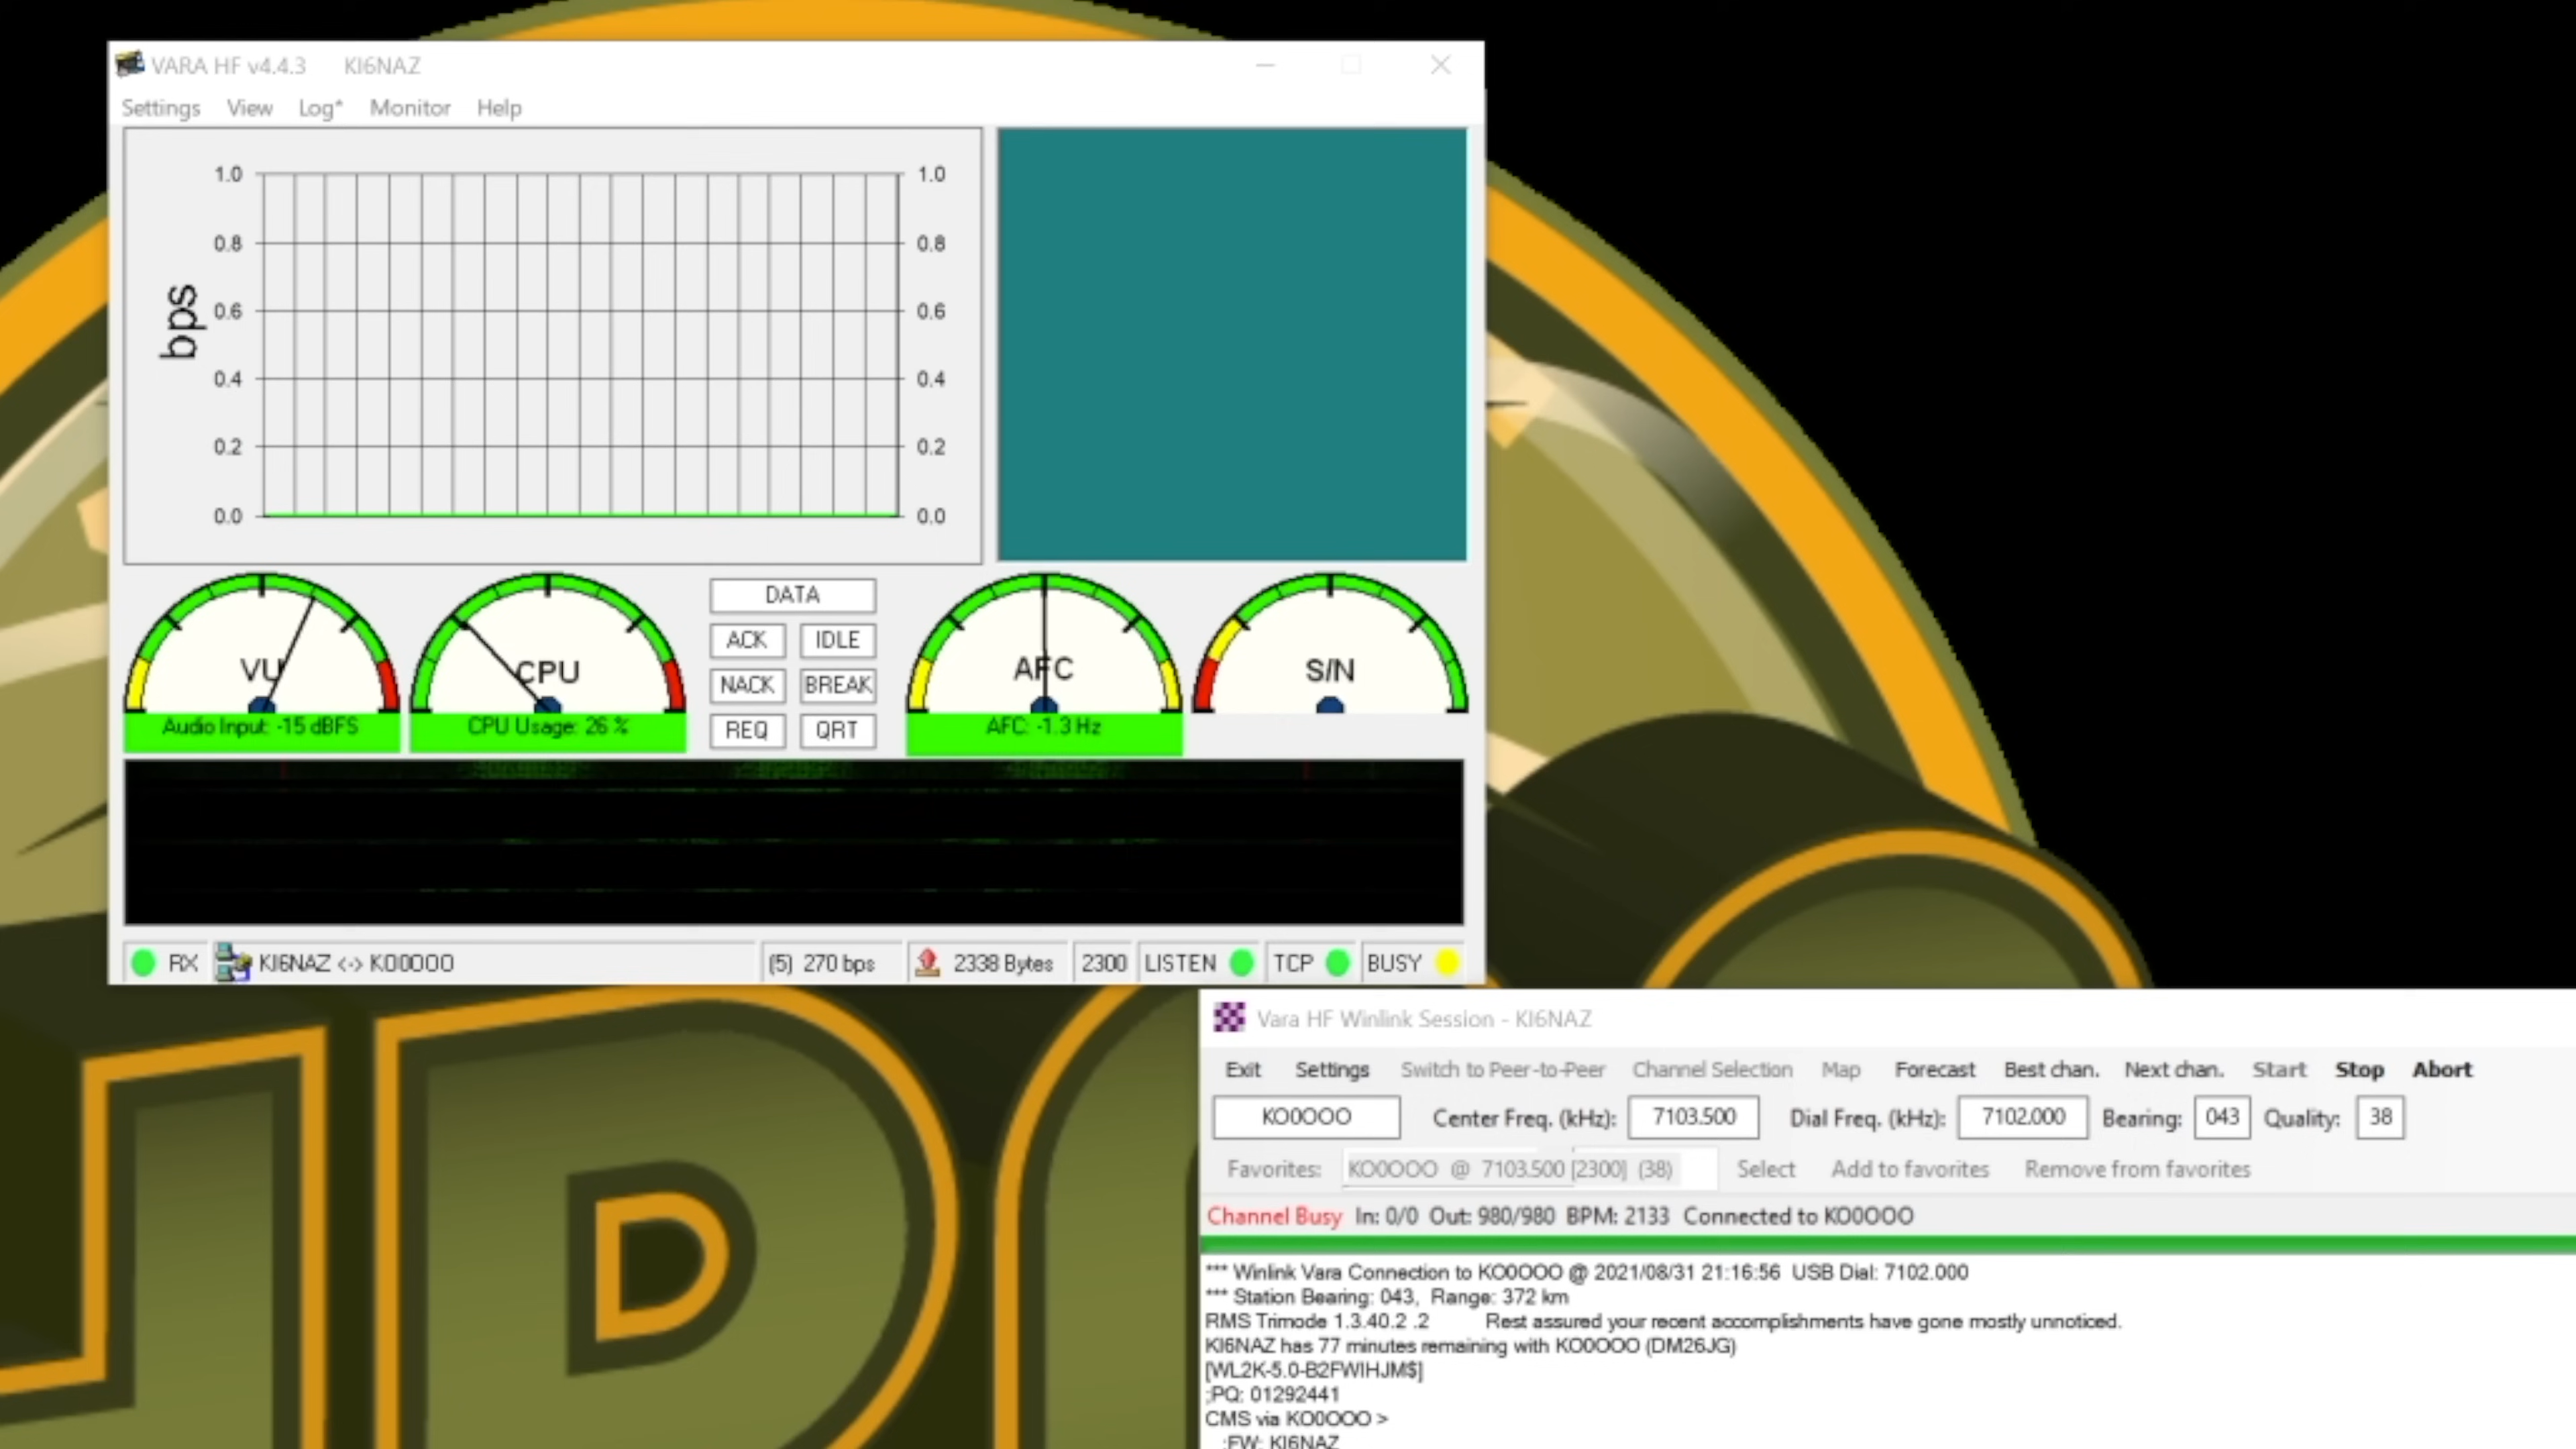 VARA HF v4.4.3 KI6NAZ
Settings View Log* Monitor Help
bps
1.0 1.0
0.8 0.8
0.6 0.6
0.4 0.4
0.2 0.2
0.0 0.0
VU
Audio Input: -15 dBFS
CPU
CPU Usage: 26 %
DATA
ACK IDLE
NACK BREAK
REQ QRT
AFC
AFC: -1.3 Hz
S/N
RX KI6NAZ <-> KO0OOO (5) 270 bps 2338 Bytes 2300 LISTEN TCP BUSY
Vara HF Winlink Session - KI6NAZ
Exit Settings Switch to Peer-to-Peer Channel Selection Map Forecast Best chan. Next chan. Start Stop Abort
KO0OOO Center Freq. (kHz): 7103.500 Dial Freq. (kHz): 7102.000 Bearing: 043 Quality: 38
Favorites: KO0OOO @ 7103.500 [2300] (38) Select Add to favorites Remove from favorites
Channel Busy In: 0/0 Out: 980/980 BPM: 2133 Connected to KO0OOO
*** Winlink Vara Connection to KO0OOO @ 2021/08/31 21:16:56 USB Dial: 7102.000
*** Station Bearing: 043, Range: 372 km
RMS Trimode 1.3.40.2 .2 Rest assured your recent accomplishments have gone mostly unnoticed.
KI6NAZ has 77 minutes remaining with KO0OOO (DM26JG)
[WL2K-5.0-B2FWIHJM$]
;PQ: 01292441
CMS via KO0OOO >
;FW: KI6NAZ